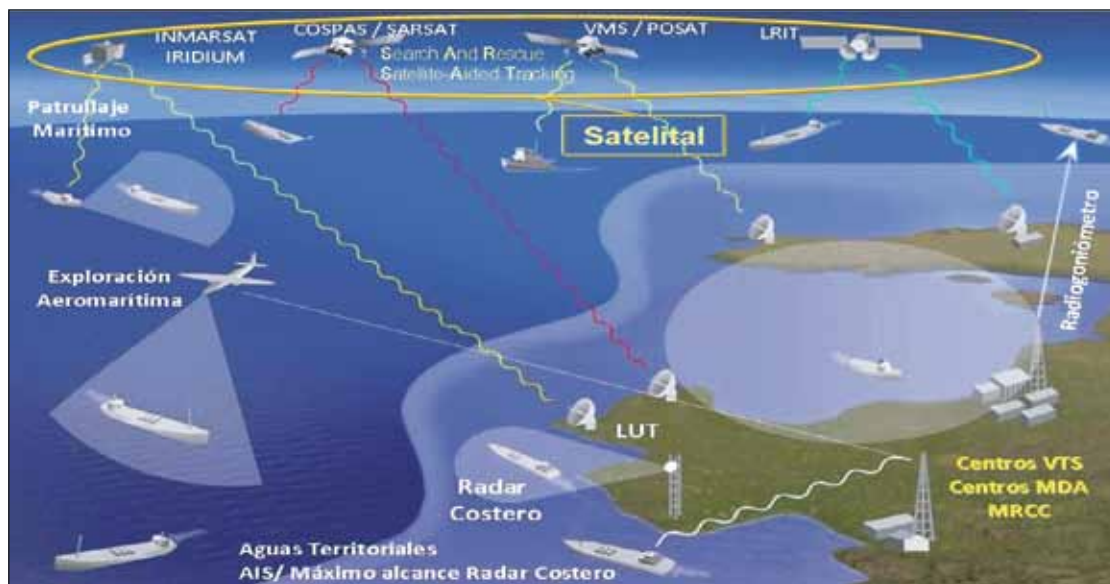 INMARSAT
IRIDIUM
COSPAS / SARSAT
Search And Rescue
Satellite-Aided Tracking
VMS / POSAT
LRIT
Patrullaje
Marítimo
Satelital
Exploración
Aeromarítima
Radiogoniómetro
LUT
Radar
Costero
Centros VTS
Centros MDA
MRCC
Aguas Territoriales
AIS/ Máximo alcance Radar Costero